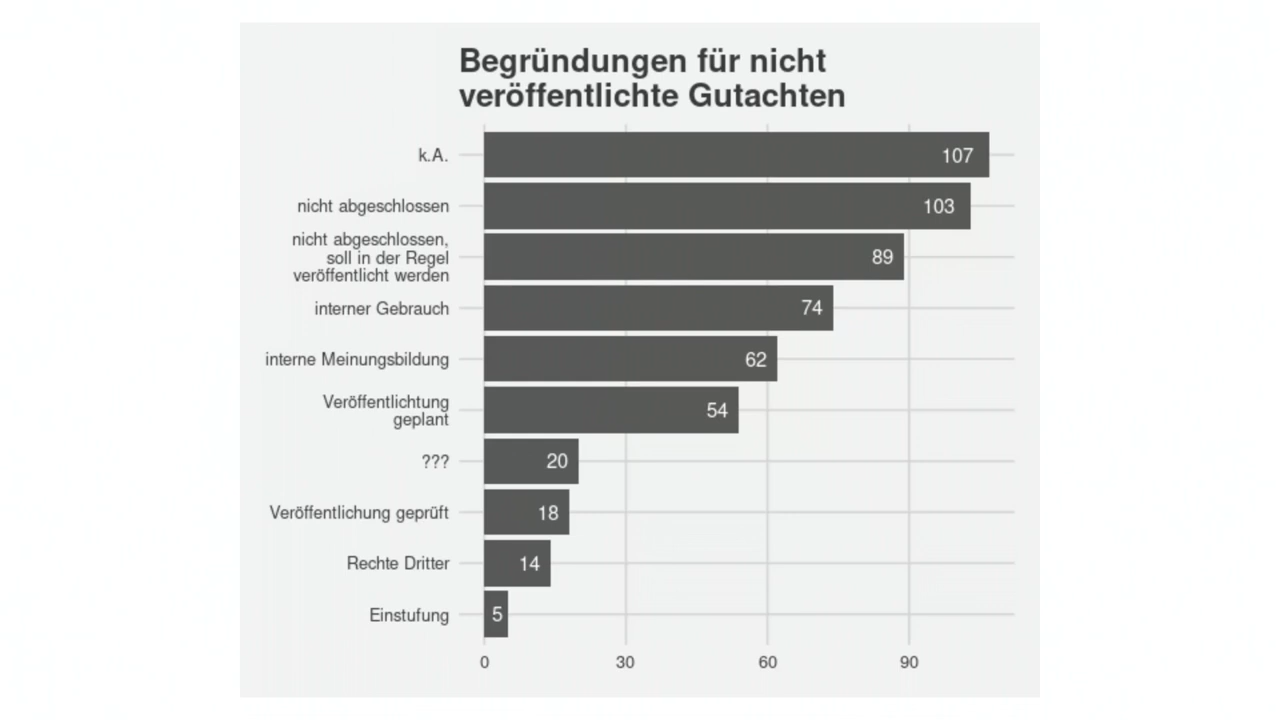 Begründungen für nicht
veröffentlichte Gutachten
k.A.
107
nicht abgeschlossen
103
nicht abgeschlossen,
soll in der Regel
veröffentlicht werden
89
interner Gebrauch
74
interne Meinungsbildung
62
Veröffentlichtung
geplant
54
???
20
Veröffentlichung geprüft
18
Rechte Dritter
14
Einstufung
5
0 30 60 90